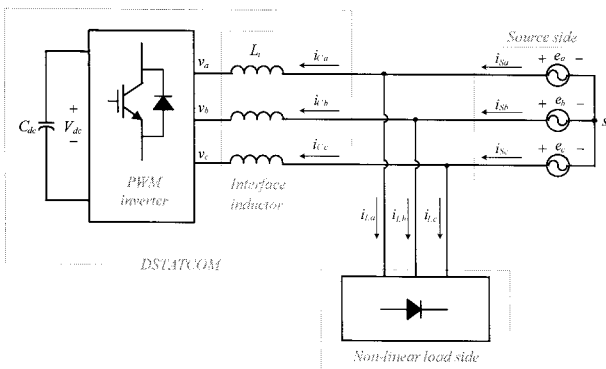 Source side
L_i
v_a
i_Ca
i_Sa
+ e_a −
v_b
i_Cb
i_Sb
+ e_b −
s
C_dc
+
V_dc
−
v_c
i_Cc
i_Sc
+ e_c −
PWM
inverter
Interface
inductor
i_La
i_Lb
i_Lc
DSTATCOM
Non-linear load side